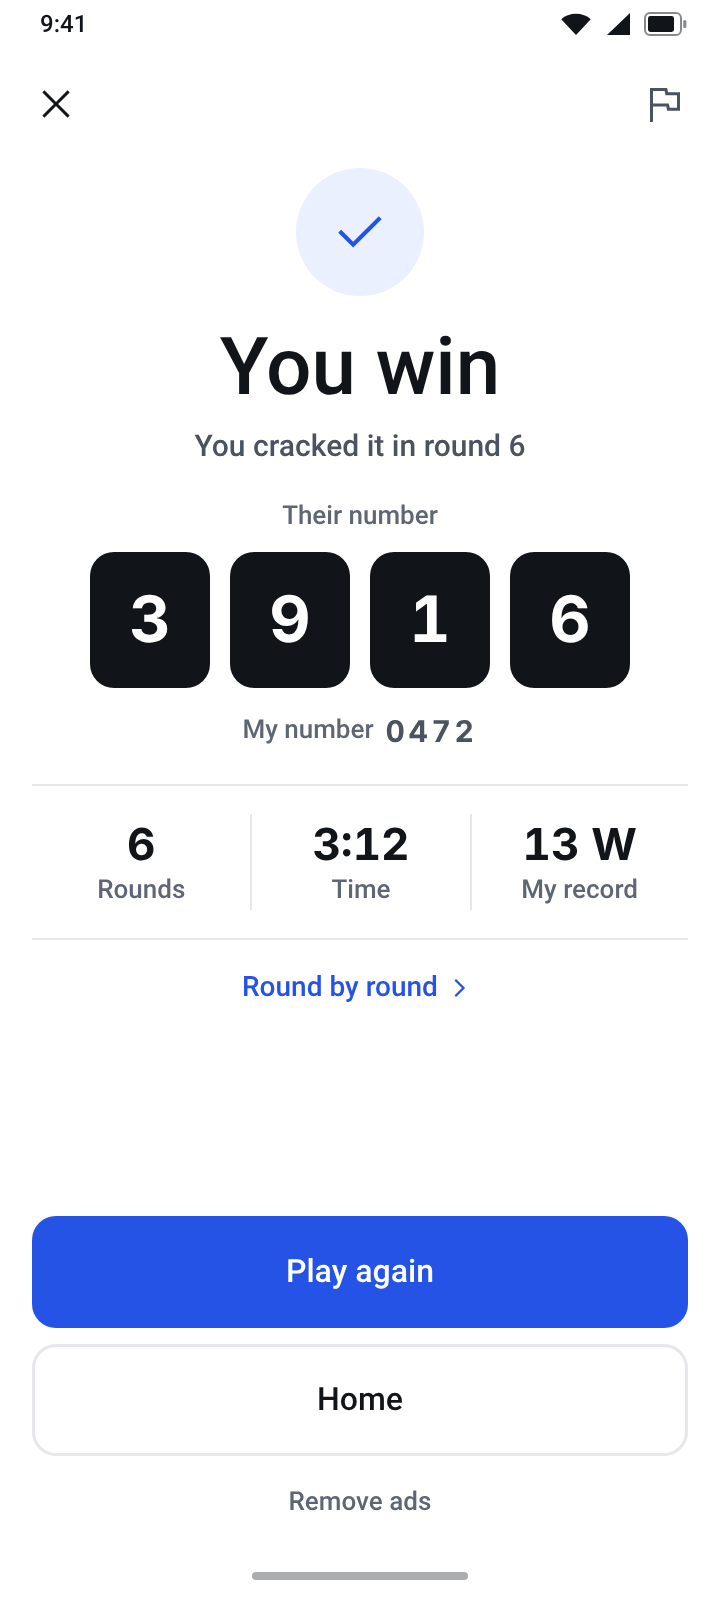 9:41
You win
You cracked it in round 6
Their number
3 9 1 6
My number 0472
6 3:12 13 W
Rounds Time My record
Round by round
Play again
Home
Remove ads